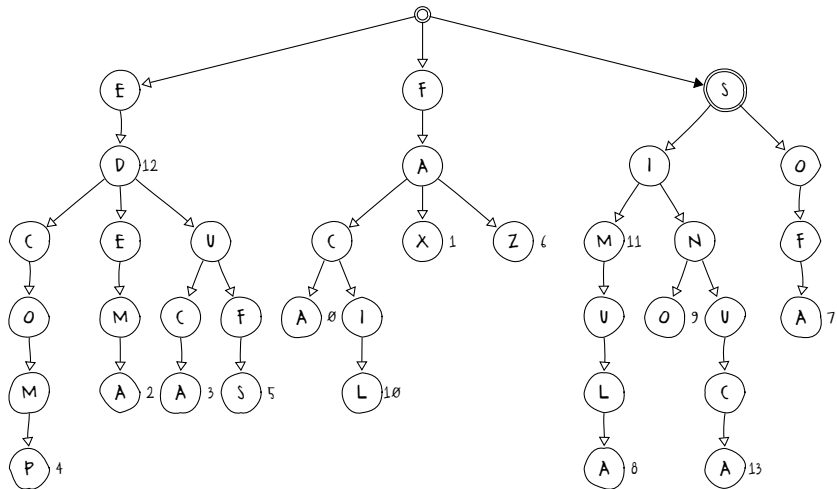 E F S
D 12 A I O
C E U C X 1 Z 6 M 11 N F
O M C F A 0 I U O 9 U A 7
M A 2 A 3 S 5 L 10 L C
P 4 A 8 A 13